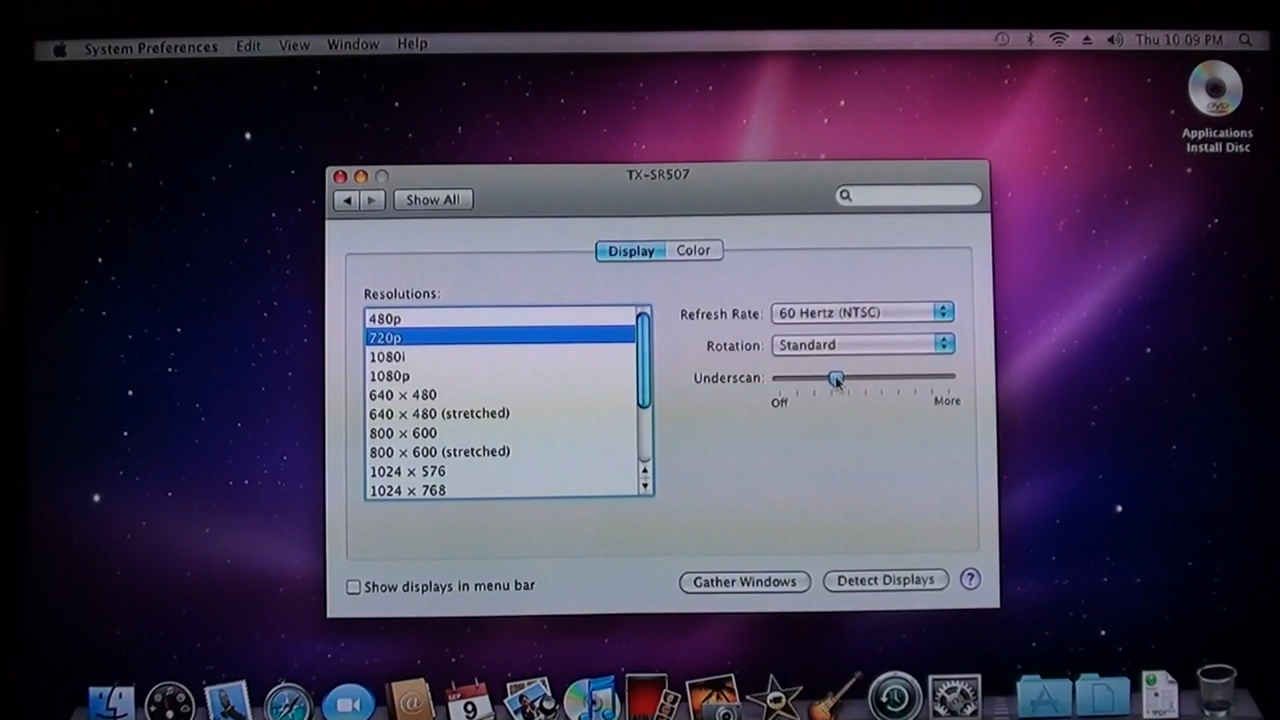 System Preferences Edit View Window Help Thu 10:09 PM
DVD
Applications
Install Disc
TX-SR507
Show All
Display Color
Resolutions:
480p
720p
1080i
1080p
640 × 480
640 × 480 (stretched)
800 × 600
800 × 600 (stretched)
1024 × 576
1024 × 768
Refresh Rate: 60 Hertz (NTSC)
Rotation: Standard
Underscan:
Off More
Show displays in menu bar
Gather Windows Detect Displays ?
SEP
9